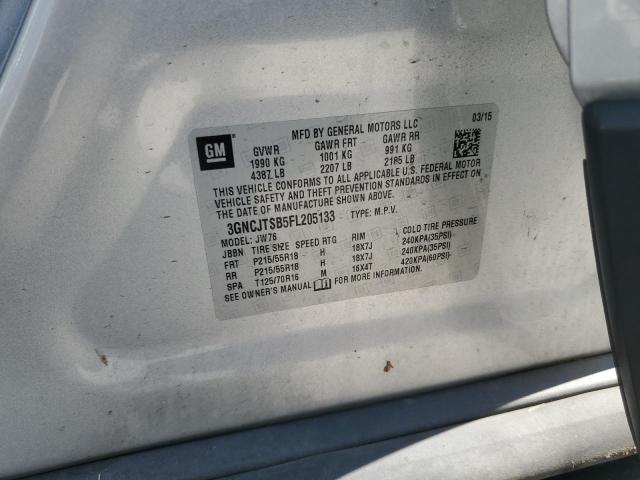 03/15
MFD BY GENERAL MOTORS LLC
GM
GVWR GAWR FRT GAWR RR
1990 KG 1001 KG 991 KG
4387 LB 2207 LB 2185 LB
THIS VEHICLE CONFORMS TO ALL APPLICABLE U.S. FEDERAL MOTOR
VEHICLE SAFETY AND THEFT PREVENTION STANDARDS IN EFFECT
ON THE DATE OF MANUFACTURE SHOWN ABOVE.
3GNCJTSB5FL205133 TYPE: M.P.V.
MODEL: JW76
JBBN TIRE SIZE SPEED RTG RIM COLD TIRE PRESSURE
FRT P215/55R18 H 18X7J 240KPA(35PSI)
RR P215/55R18 H 18X7J 240KPA(35PSI)
SPA T125/70R16 M 16X4T 420KPA(60PSI)
SEE OWNER'S MANUAL FOR MORE INFORMATION